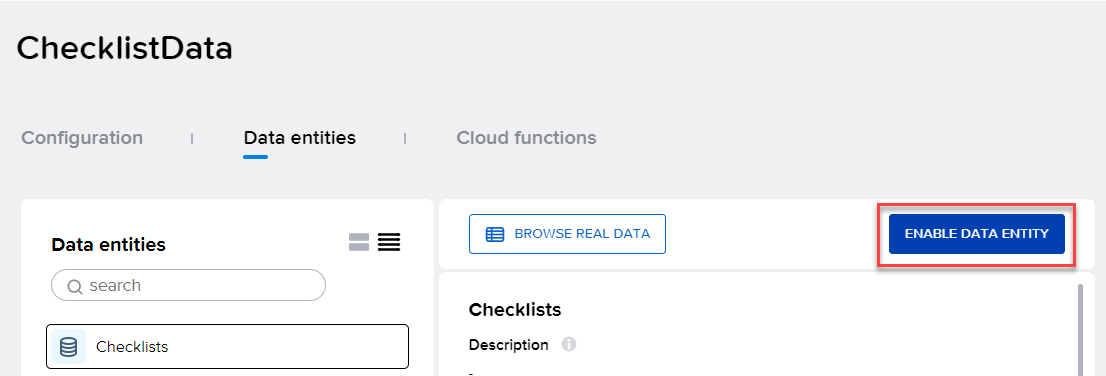 ChecklistData
Configuration
Data entities
Cloud functions
Data entities
search
Checklists
BROWSE REAL DATA
ENABLE DATA ENTITY
Checklists
Description
-